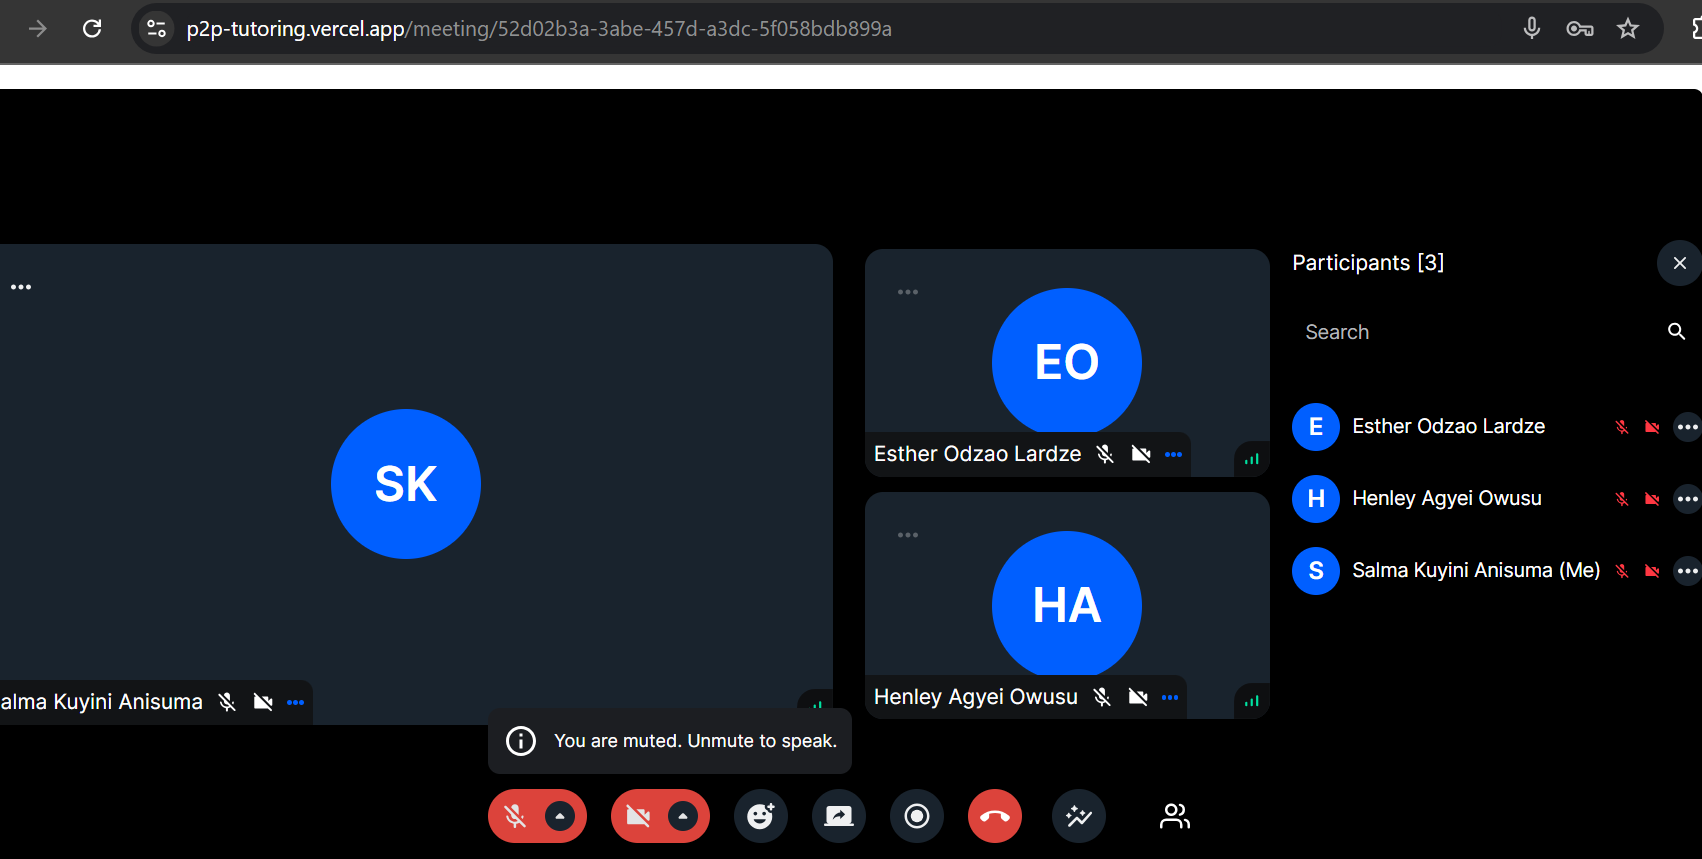 p2p-tutoring.vercel.app/meeting/52d02b3a-3abe-457d-a3dc-5f058bdb899a
SK
alma Kuyini Anisuma
EO
Esther Odzao Lardze
HA
Henley Agyei Owusu
Participants [3]
Search
E Esther Odzao Lardze
H Henley Agyei Owusu
S Salma Kuyini Anisuma (Me)
You are muted. Unmute to speak.